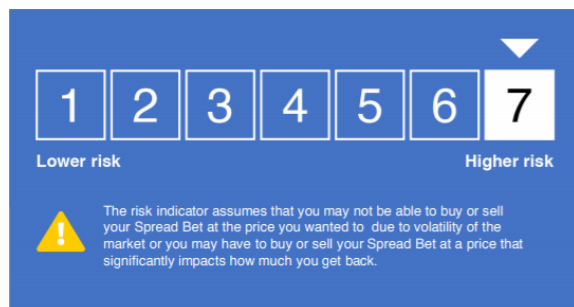 1 2 3 4 5 6 7
Lower risk Higher risk
The risk indicator assumes that you may not be able to buy or sell
your Spread Bet at the price you wanted to due to volatility of the
market or you may have to buy or sell your Spread Bet at a price that
significantly impacts how much you get back.